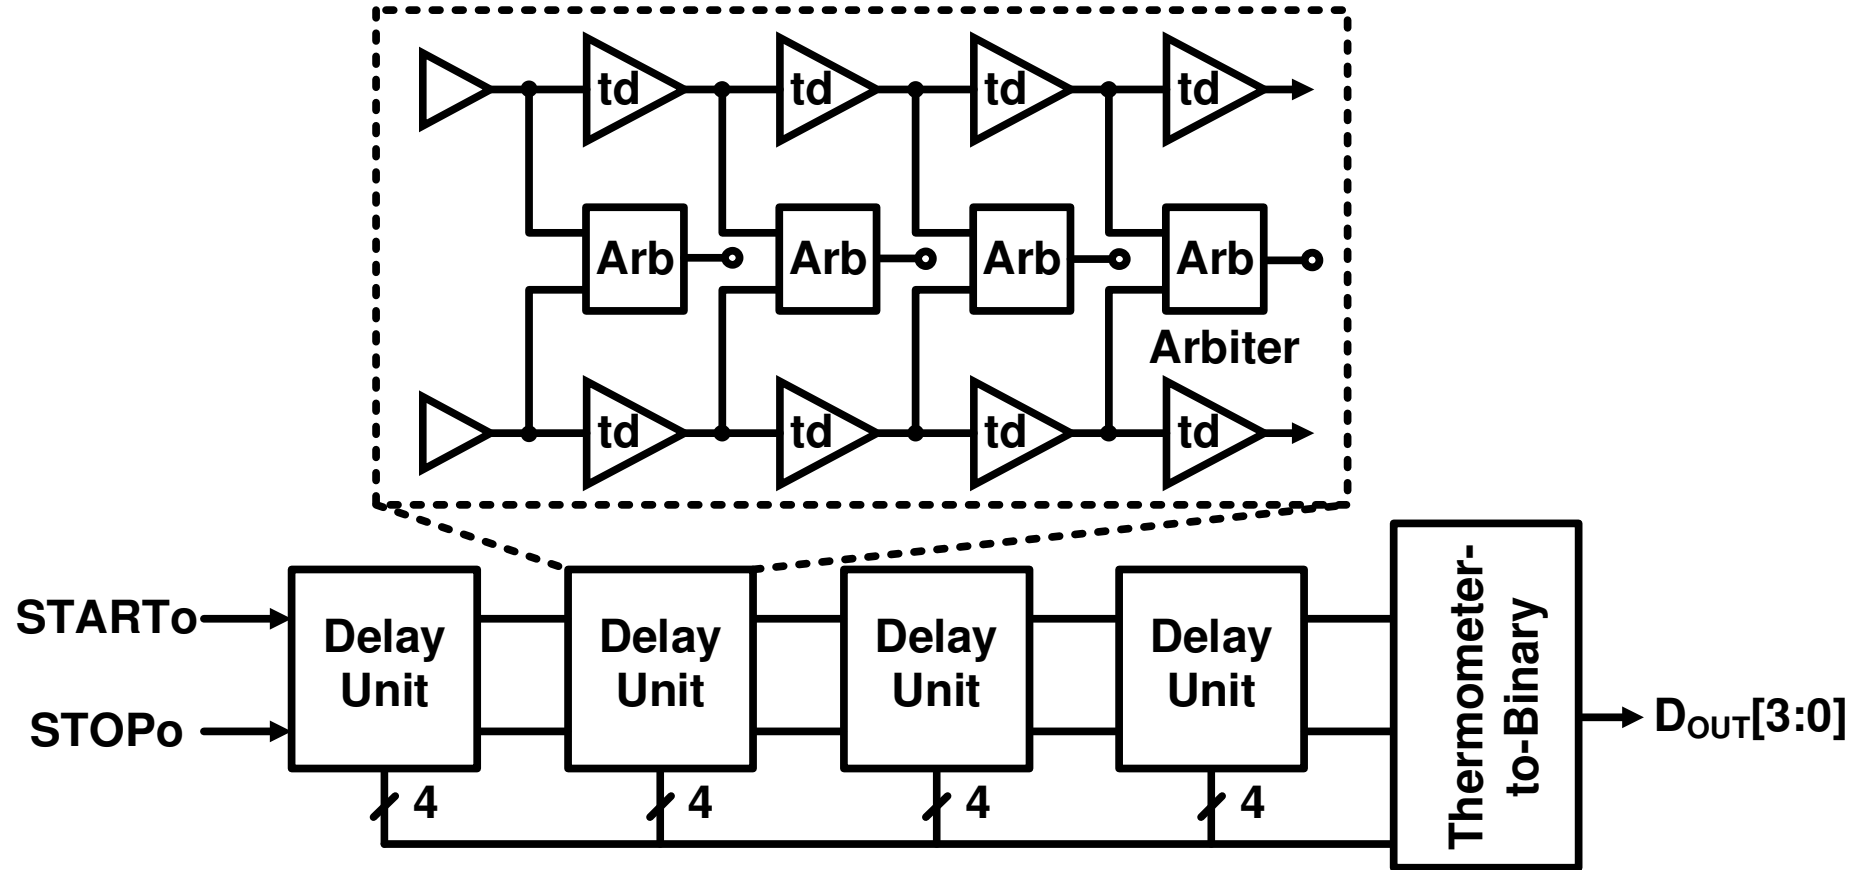 td td td td
Arb Arb Arb Arb
Arbiter
td td td td
STARTo
STOPo
Delay
Unit
4
Delay
Unit
4
Delay
Unit
4
Delay
Unit
4
Thermometer-
to-Binary
DOUT[3:0]